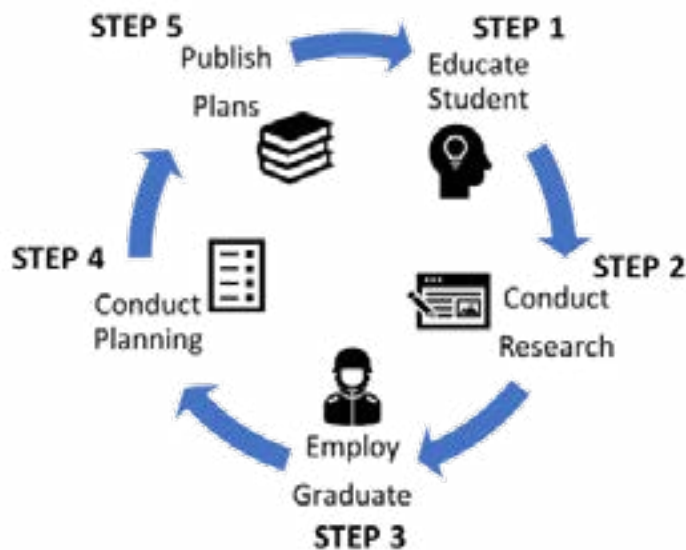 STEP 1
Educate
Student
STEP 2
Conduct
Research
Employ
Graduate
STEP 3
STEP 4
Conduct
Planning
STEP 5
Publish
Plans